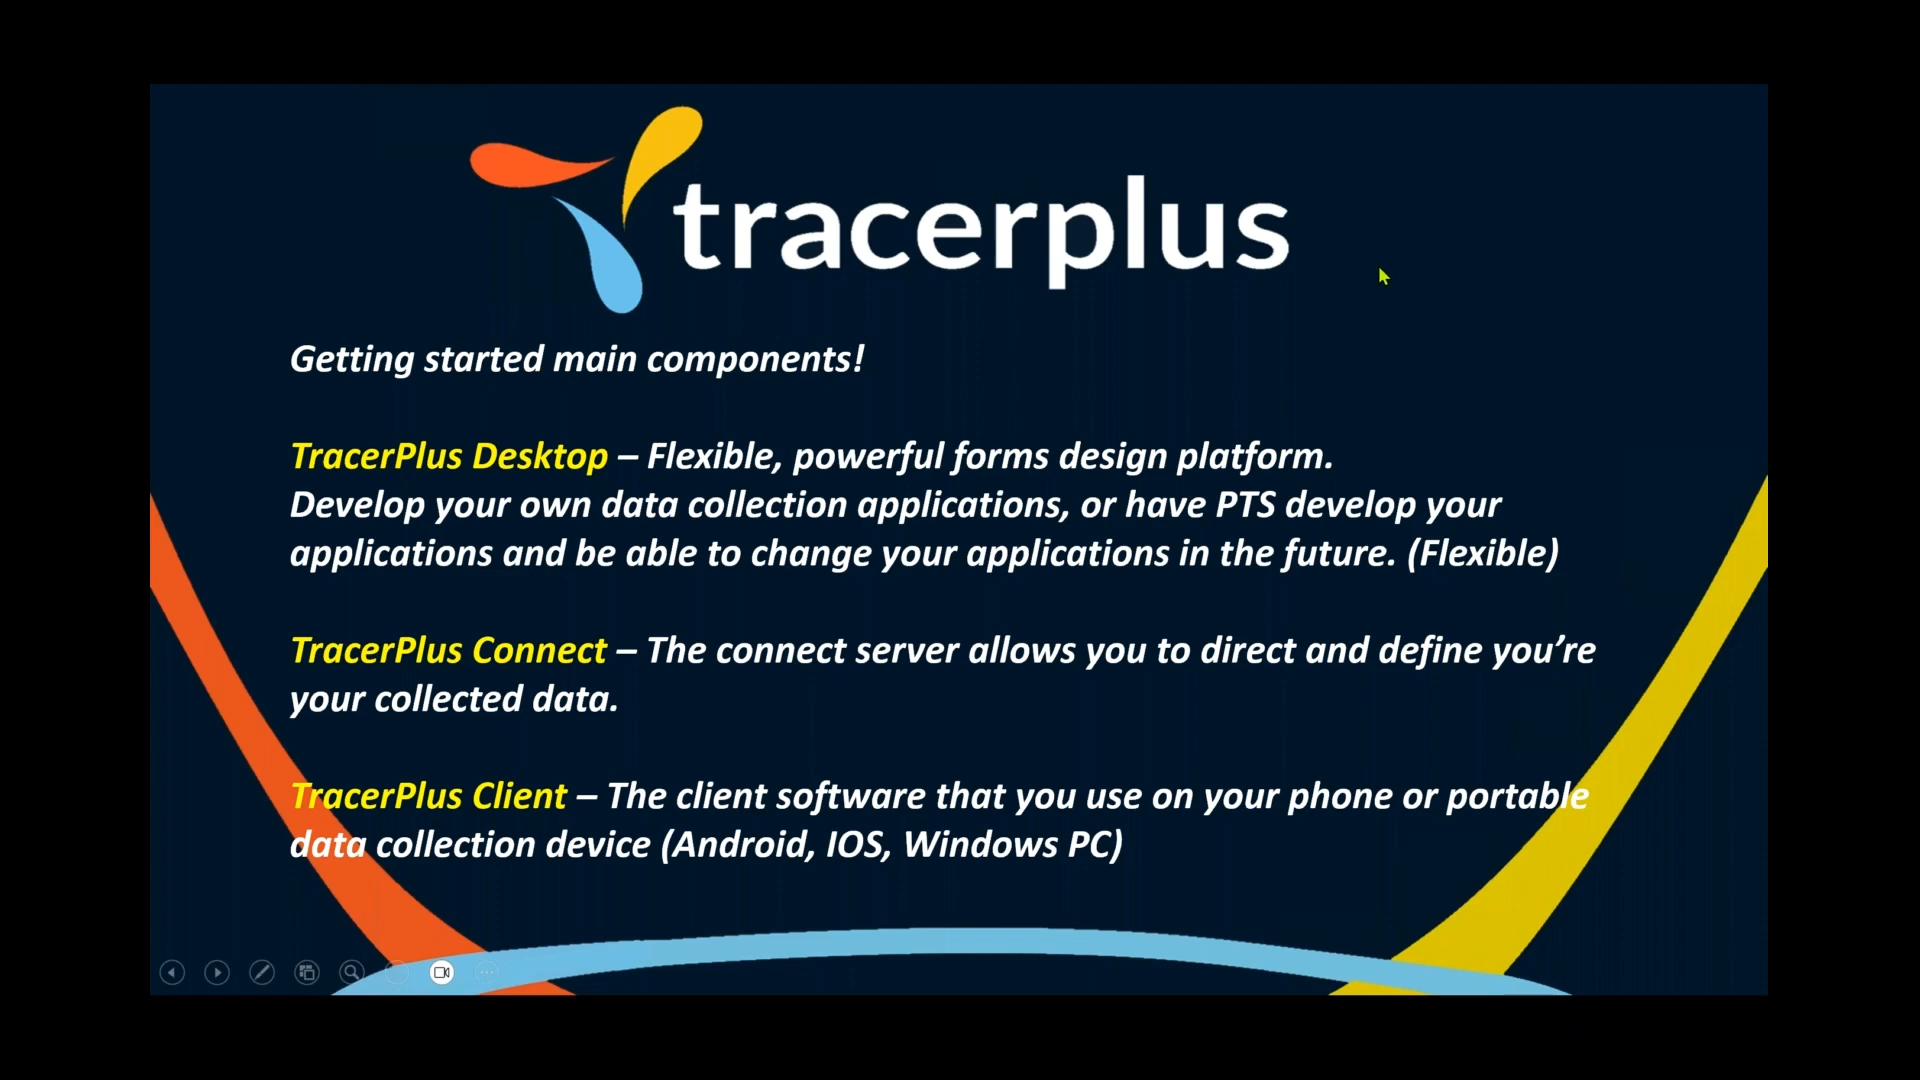 tracerplus
Getting started main components!
TracerPlus Desktop – Flexible, powerful forms design platform.
Develop your own data collection applications, or have PTS develop your
applications and be able to change your applications in the future. (Flexible)
TracerPlus Connect – The connect server allows you to direct and define you’re
your collected data.
TracerPlus Client – The client software that you use on your phone or portable
data collection device (Android, IOS, Windows PC)